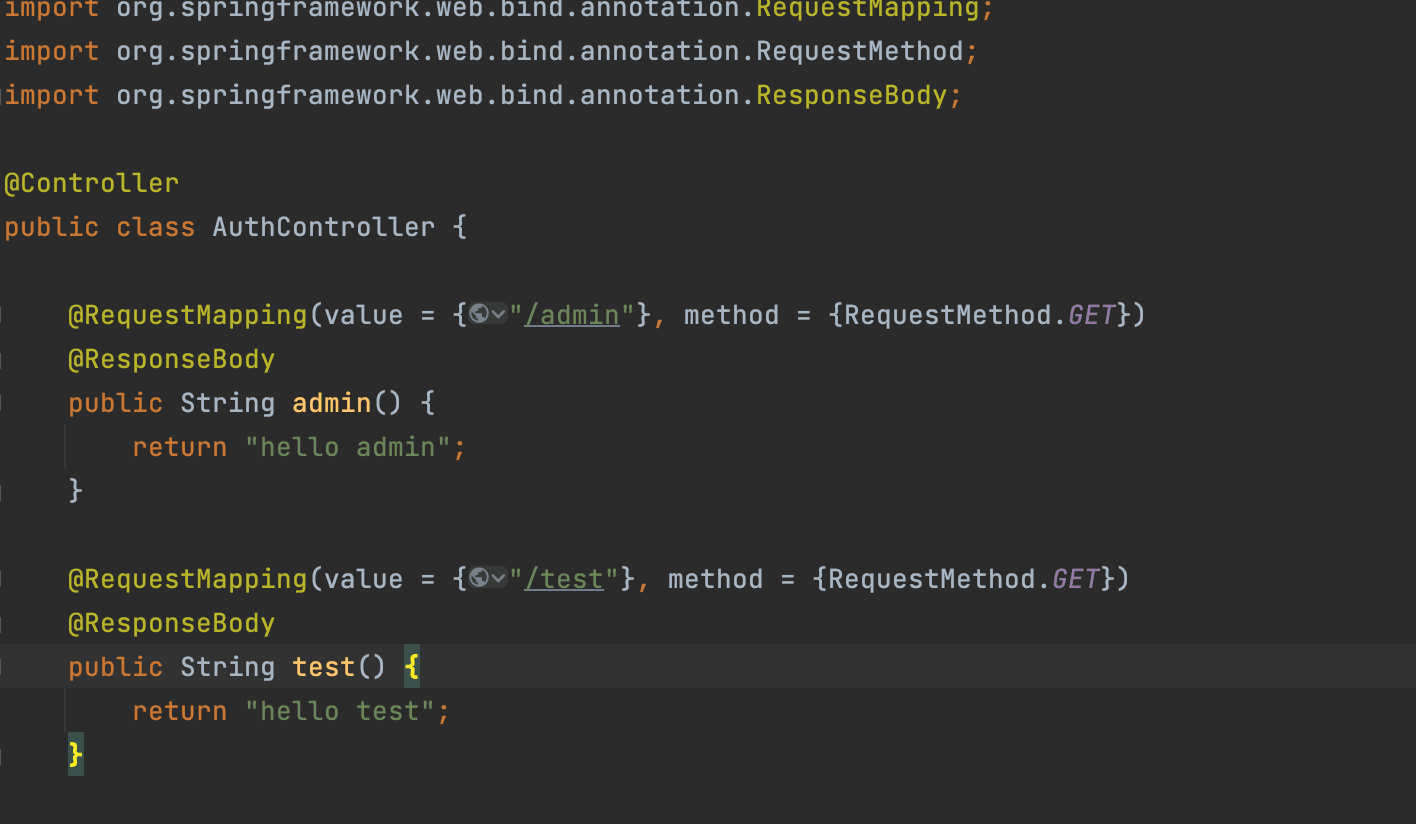 import org.springframework.web.bind.annotation.RequestMapping;
import org.springframework.web.bind.annotation.RequestMethod;
import org.springframework.web.bind.annotation.ResponseBody;
@Controller
public class AuthController {
@RequestMapping(value = {"/admin"}, method = {RequestMethod.GET})
@ResponseBody
public String admin() {
return "hello admin";
}
@RequestMapping(value = {"/test"}, method = {RequestMethod.GET})
@ResponseBody
public String test() {
return "hello test";
}